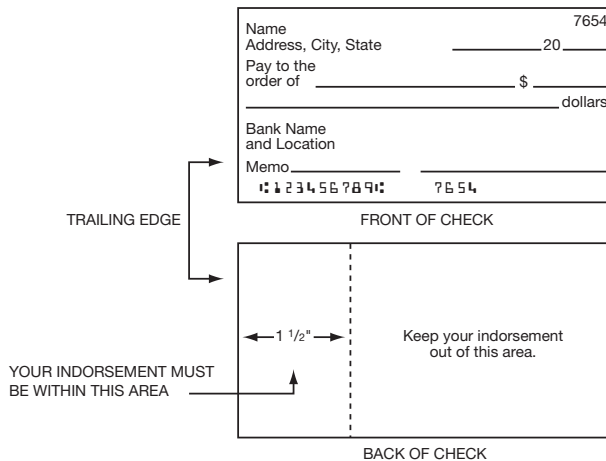 7654
Name
Address, City, State 20
Pay to the
order of $
dollars
Bank Name
and Location
Memo
⑆123456789⑆ 7654
TRAILING EDGE
FRONT OF CHECK
1 1/2"
Keep your indorsement
out of this area.
YOUR INDORSEMENT MUST
BE WITHIN THIS AREA
BACK OF CHECK